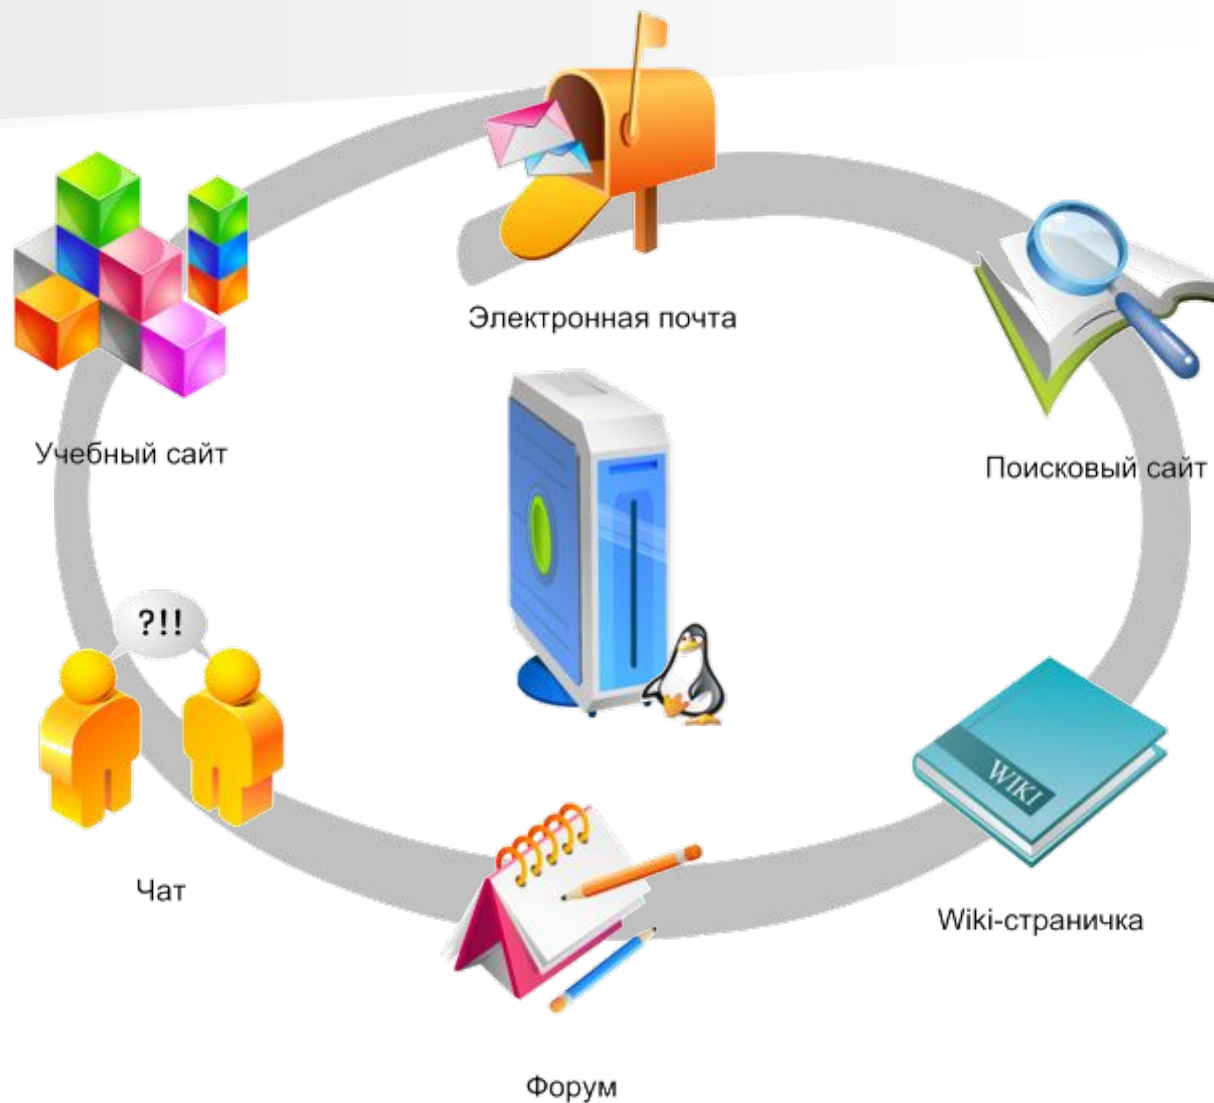 Электронная почта
Учебный сайт
Поисковый сайт
?!!
WIKI
Чат
Wiki-страничка
Форум